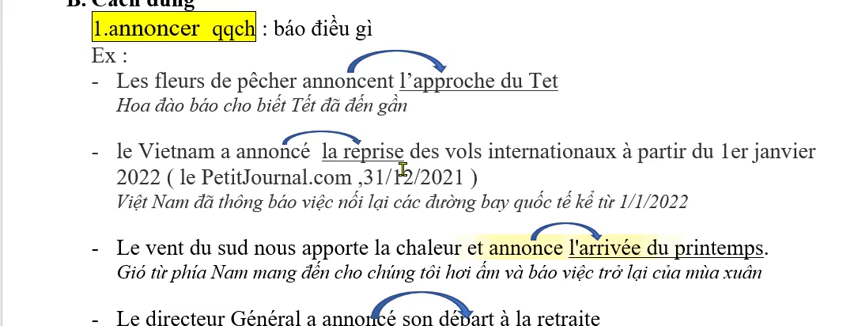 B. Cách dùng
1.annoncer qqch : báo điều gì
Ex :
- Les fleurs de pêcher annoncent l’approche du Tet
Hoa đào báo cho biết Tết đã đến gần
- le Vietnam a annoncé la reprise des vols internationaux à partir du 1er janvier
2022 ( le PetitJournal.com ,31/12/2021 )
Việt Nam đã thông báo việc nối lại các đường bay quốc tế kể từ 1/1/2022
- Le vent du sud nous apporte la chaleur et annonce l'arrivée du printemps.
Gió từ phía Nam mang đến cho chúng tôi hơi ấm và báo việc trở lại của mùa xuân
- Le directeur Général a annoncé son départ à la retraite